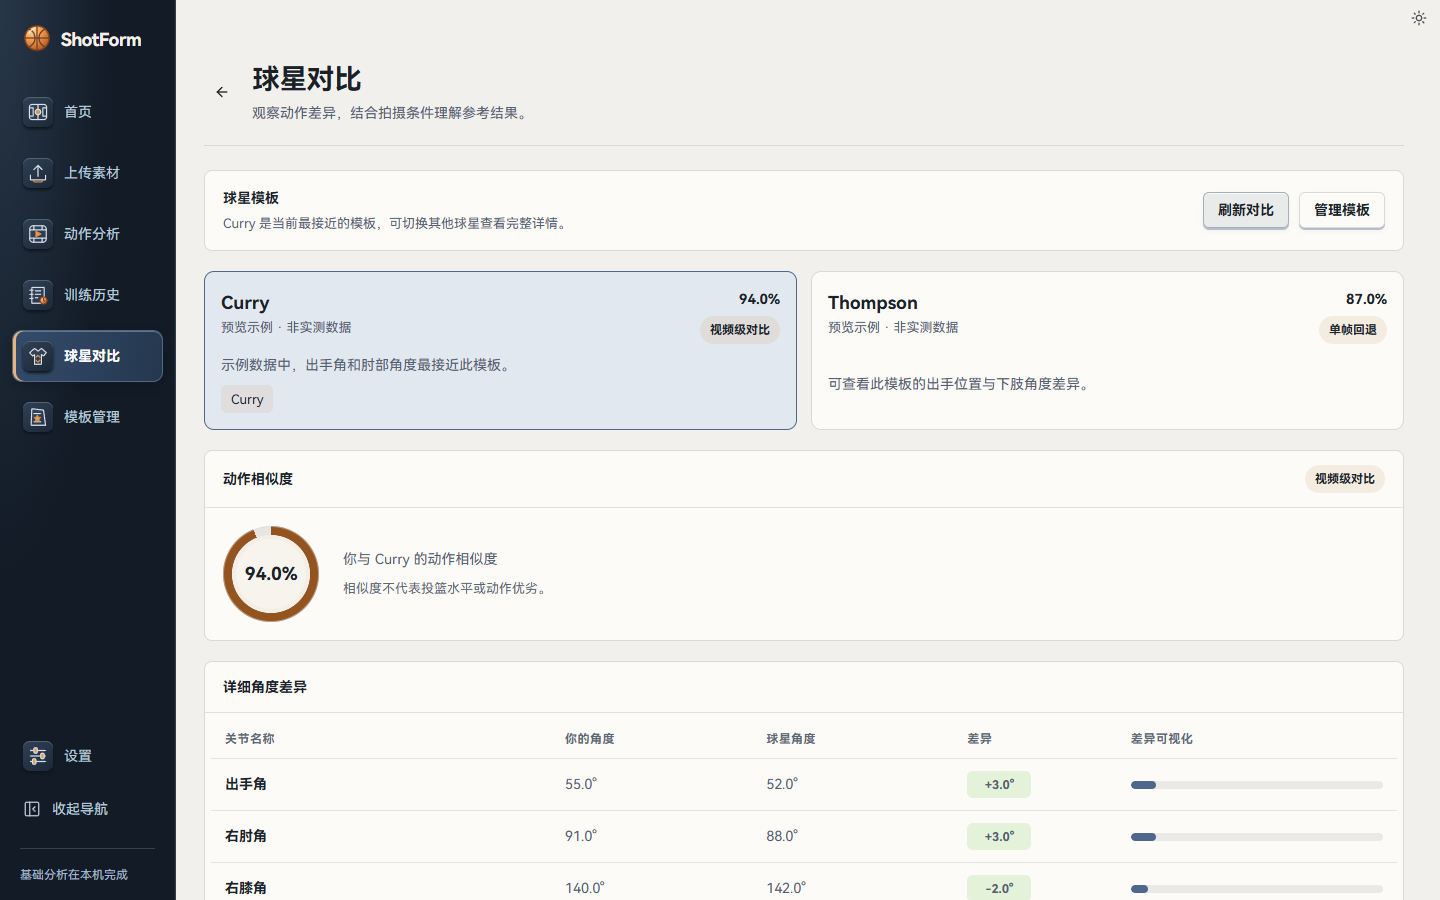 ShotForm
首页
上传素材
动作分析
训练历史
球星对比
模板管理
设置
收起导航
基础分析在本机完成
球星对比
观察动作差异，结合拍摄条件理解参考结果。
球星模板
Curry 是当前最接近的模板，可切换其他球星查看完整详情。
刷新对比
管理模板
Curry
94.0%
预览示例 · 非实测数据
视频级对比
示例数据中，出手角和肘部角度最接近此模板。
Curry
Thompson
87.0%
预览示例 · 非实测数据
单帧回退
可查看此模板的出手位置与下肢角度差异。
动作相似度
视频级对比
94.0%
你与 Curry 的动作相似度
相似度不代表投篮水平或动作优劣。
详细角度差异
关节名称 你的角度 球星角度 差异 差异可视化
出手角 55.0° 52.0° +3.0°
右肘角 91.0° 88.0° +3.0°
右膝角 140.0° 142.0° -2.0°